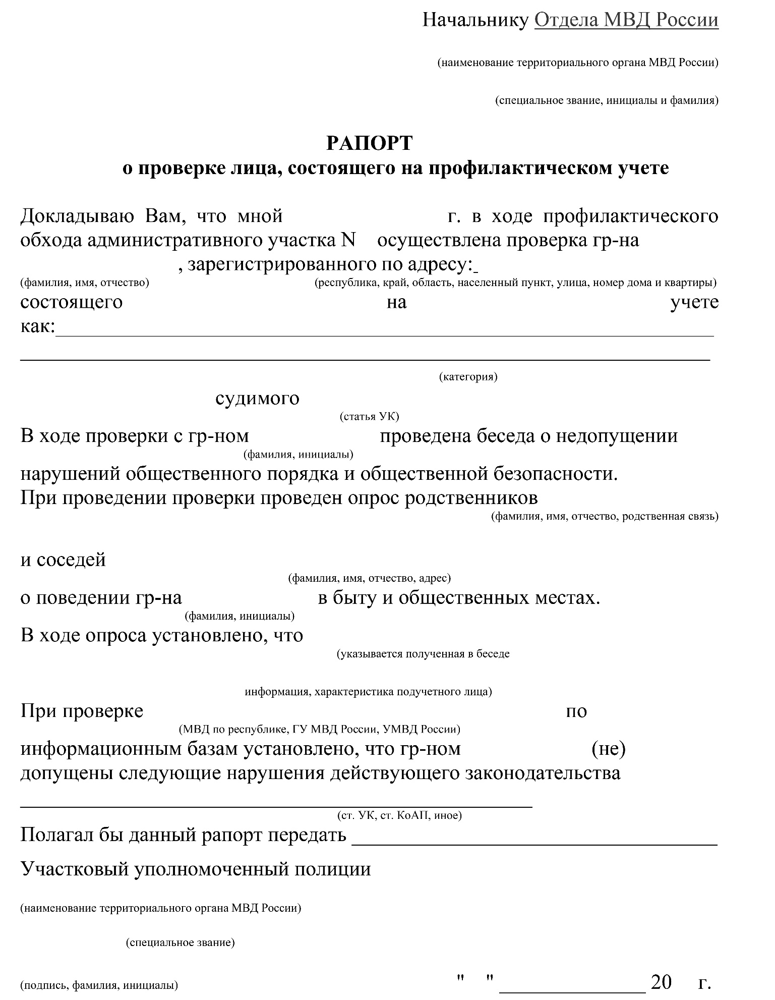 Начальнику Отдела МВД России
(наименование территориального органа МВД России)
(специальное звание, инициалы и фамилия)
РАПОРТ
о проверке лица, состоящего на профилактическом учете
Докладываю Вам, что мной г. в ходе профилактического
обхода административного участка N осуществлена проверка гр-на
, зарегистрированного по адресу:_
(фамилия, имя, отчество) (республика, край, область, населенный пункт, улица, номер дома и квартиры)
состоящего на учете
как:
(категория)
судимого
(статья УК)
В ходе проверки с гр-ном проведена беседа о недопущении
(фамилия, инициалы)
нарушений общественного порядка и общественной безопасности.
При проведении проверки проведен опрос родственников
(фамилия, имя, отчество, родственная связь)
и соседей
(фамилия, имя, отчество, адрес)
о поведении гр-на в быту и общественных местах.
(фамилия, инициалы)
В ходе опроса установлено, что
(указывается полученная в беседе
информация, характеристика подучетного лица)
При проверке по
(МВД по республике, ГУ МВД России, УМВД России)
информационным базам установлено, что гр-ном (не)
допущены следующие нарушения действующего законодательства
(ст. УК, ст. КоАП, иное)
Полагал бы данный рапорт передать
Участковый уполномоченный полиции
(наименование территориального органа МВД России)
(специальное звание)
(подпись, фамилия, инициалы) " " 20 г.